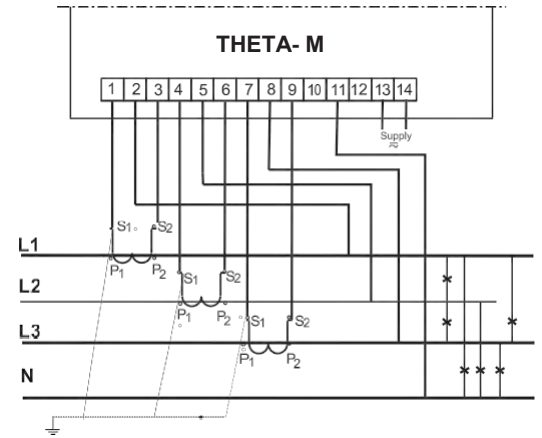 THETA- M
1 2 3 4 5 6 7 8 9 10 11 12 13 14
Supply
S1 S2
L1
P1 P2
S1 S2
L2
P1 P2
S1 S2
L3
P1 P2
N